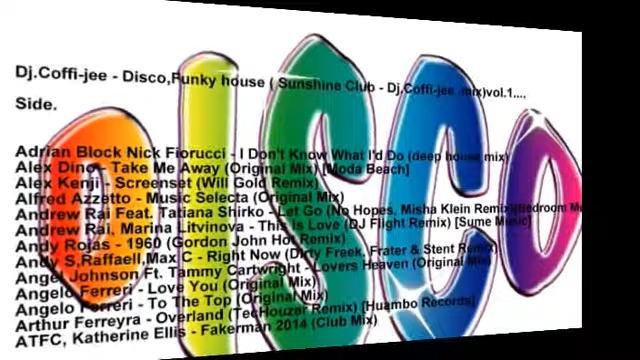 DISCO
Dj.Coffi-jee - Disco,Funky house ( Sunshine Club - Dj,Coffi-jee .mix)vol.1....
Side.
Adrian Block Nick Fiorucci - I Don't Know What I'd Do (deep house mix)
Alex Dino - Take Me Away (Original Mix) [Moda Beach]
Alex Kenji - Screenset (Will Gold Remix)
Alfred Azzetto - Music Selecta (Original Mix)
Andrew Rai Feat. Tatiana Shirko - Let Go (No Hopes, Misha Klein Remix)
Andrew Rai, Marina Litvinova - This Is Love (DJ Flight Remix) [Sume Music]
Andy Rojas - 1960 (Gordon John Hot Remix)
Andy S,Raffaell,Max C - Right Now (Dirty Freek, Frater & Stent Remix)
Angel Johnson Ft. Tammy Cartwright - Lovers Heaven (Original Mix)
Angelo Ferreri - Love You (Original Mix)
Angelo Ferreri - To The Top (Original Mix)
Arthur Ferreyra - Overland (TecHouzer Remix) [Huambo Records]
ATFC, Katherine Ellis - Fakerman 2014 (Club Mix)